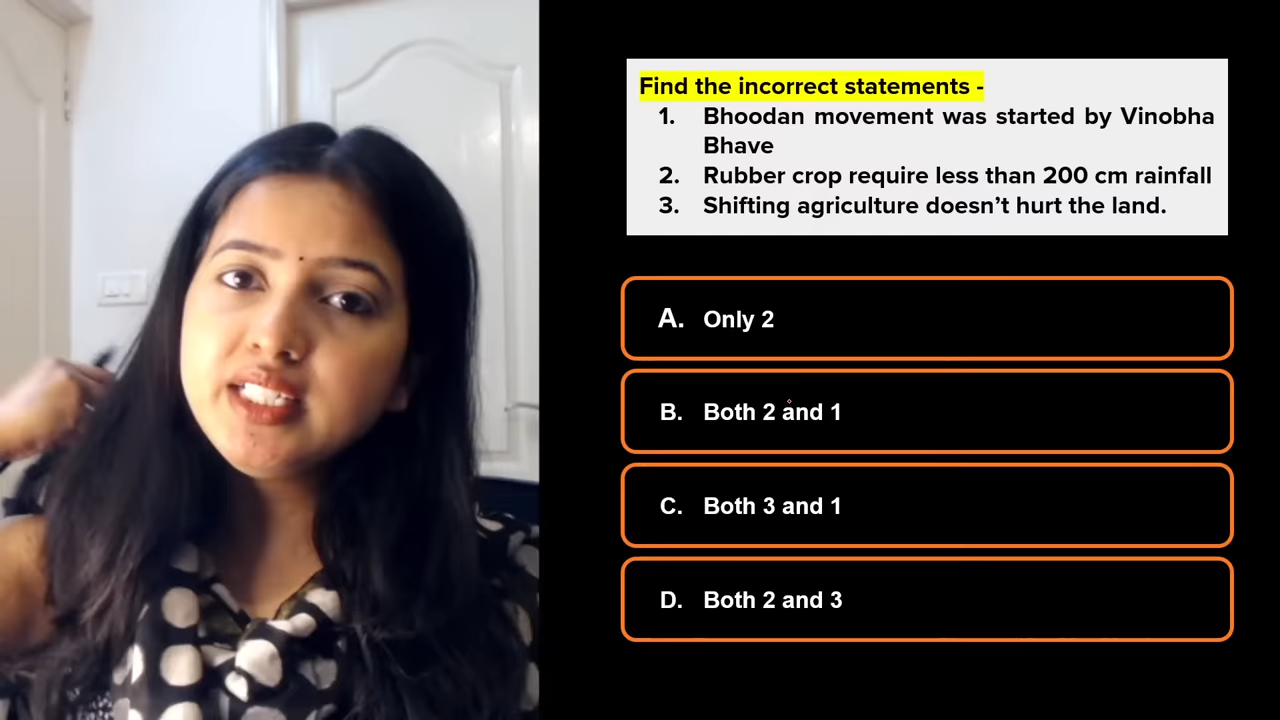 Find the incorrect statements -
1. Bhoodan movement was started by Vinobha
Bhave
2. Rubber crop require less than 200 cm rainfall
3. Shifting agriculture doesn’t hurt the land.
A. Only 2
B. Both 2 and 1
C. Both 3 and 1
D. Both 2 and 3